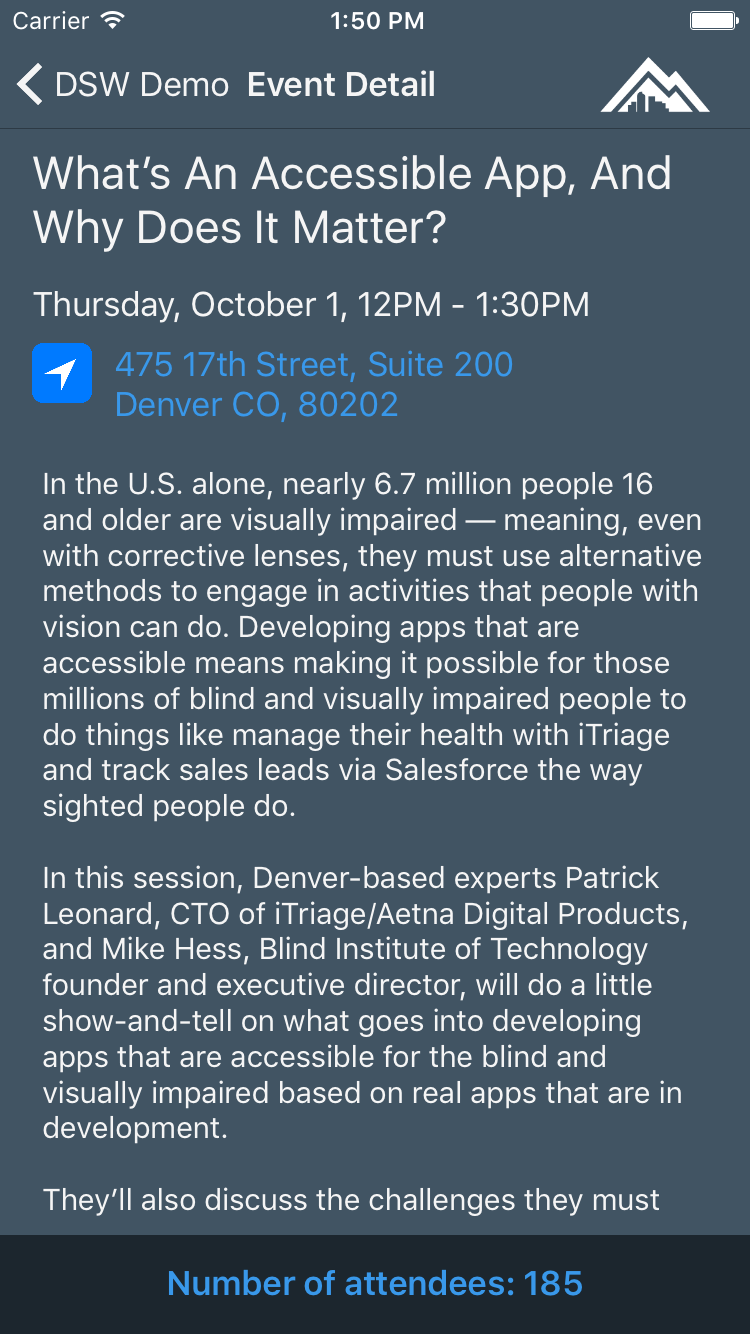 Carrier 1:50 PM
DSW Demo Event Detail
What’s An Accessible App, And
Why Does It Matter?
Thursday, October 1, 12PM - 1:30PM
475 17th Street, Suite 200
Denver CO, 80202
In the U.S. alone, nearly 6.7 million people 16
and older are visually impaired — meaning, even
with corrective lenses, they must use alternative
methods to engage in activities that people with
vision can do. Developing apps that are
accessible means making it possible for those
millions of blind and visually impaired people to
do things like manage their health with iTriage
and track sales leads via Salesforce the way
sighted people do.
In this session, Denver-based experts Patrick
Leonard, CTO of iTriage/Aetna Digital Products,
and Mike Hess, Blind Institute of Technology
founder and executive director, will do a little
show-and-tell on what goes into developing
apps that are accessible for the blind and
visually impaired based on real apps that are in
development.
They’ll also discuss the challenges they must
Number of attendees: 185